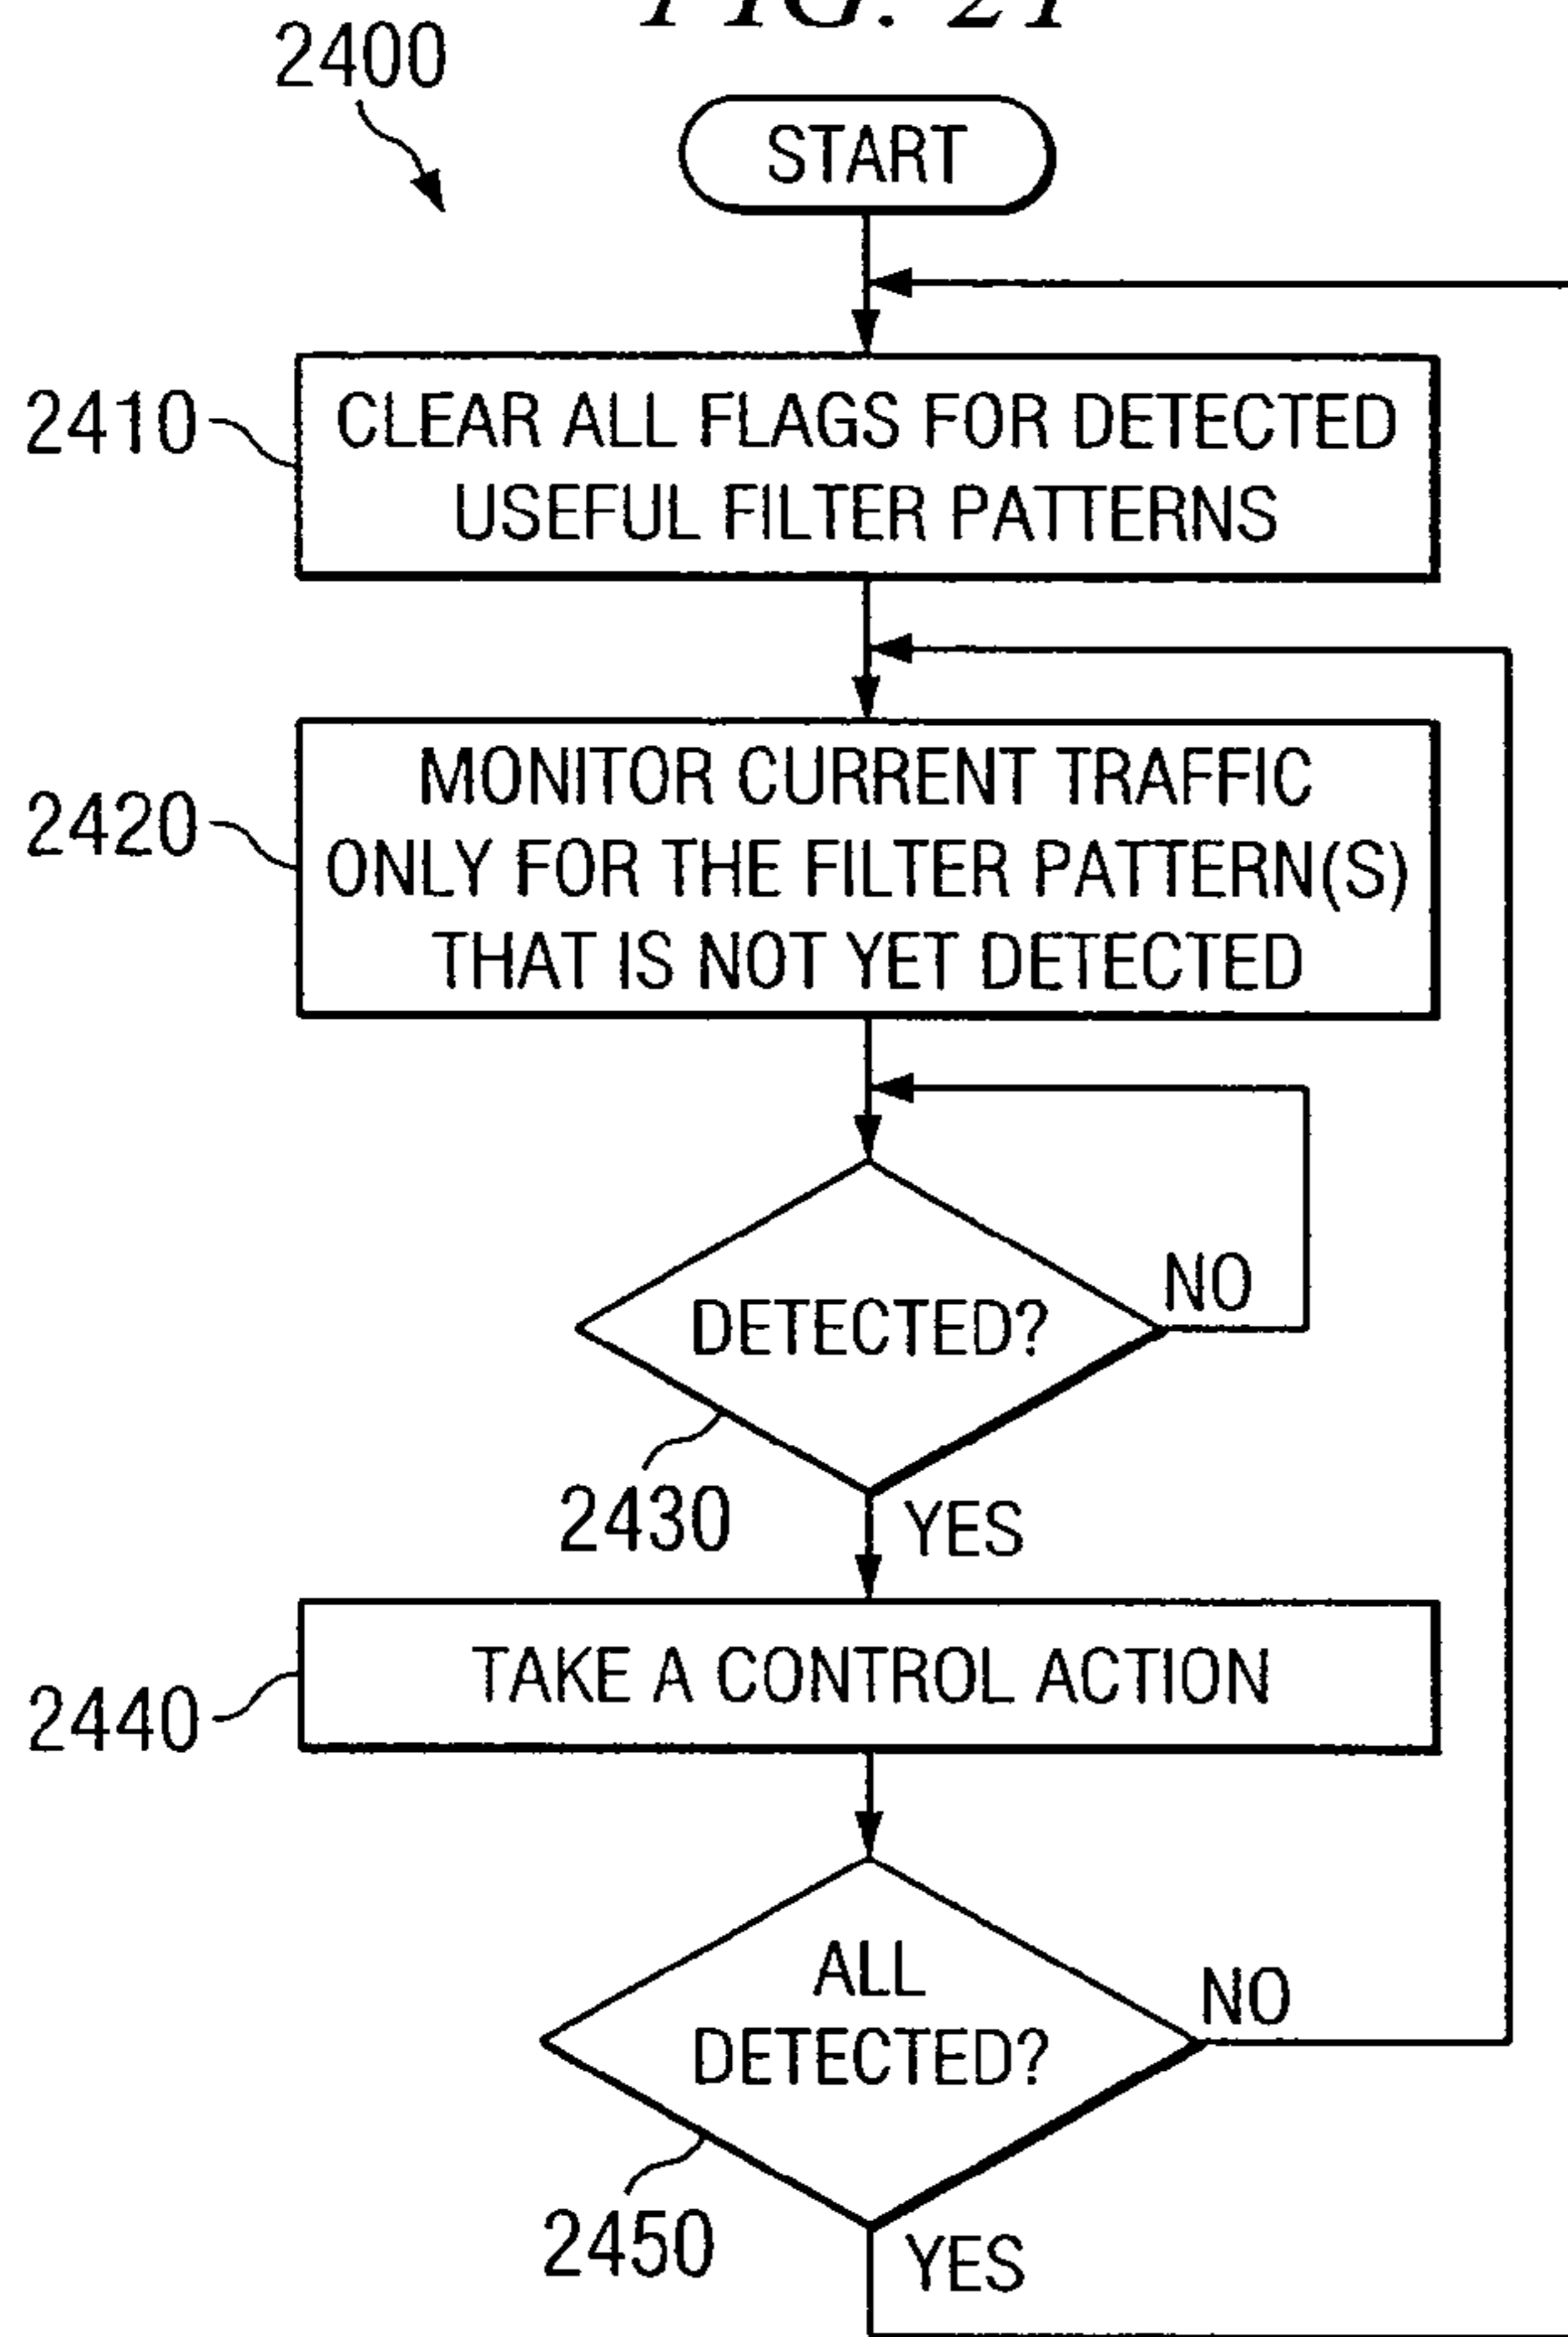 FIG. 21
2400
START
2410
CLEAR ALL FLAGS FOR DETECTED
USEFUL FILTER PATTERNS
2420
MONITOR CURRENT TRAFFIC
ONLY FOR THE FILTER PATTERN(S)
THAT IS NOT YET DETECTED
NO
DETECTED?
2430
YES
2440
TAKE A CONTROL ACTION
ALL
DETECTED?
NO
2450
YES